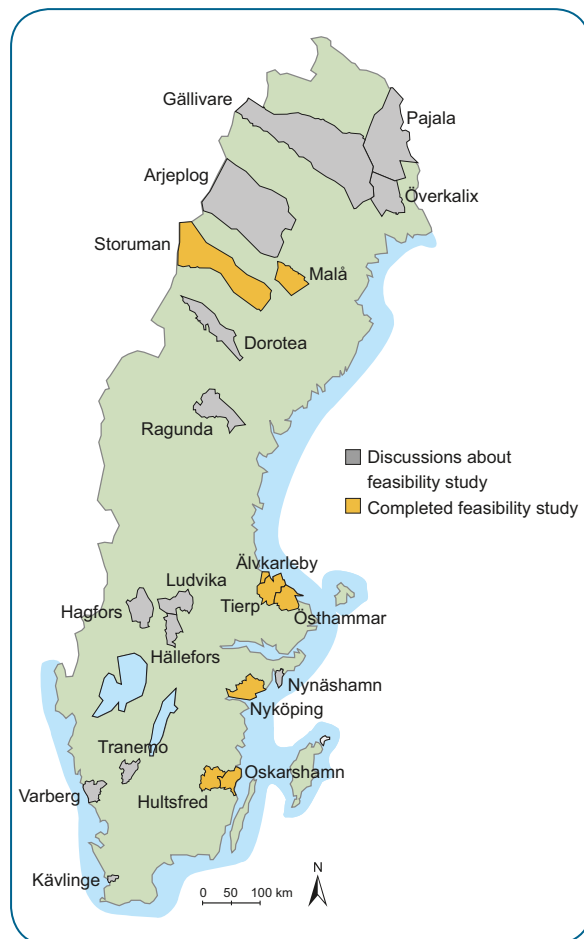 Gällivare
Pajala
Arjeplog
Överkalix
Storuman
Malå
Dorotea
Ragunda
Discussions about
feasibility study
Completed feasibility study
Älvkarleby
Ludvika
Hagfors
Tierp
Östhammar
Hällefors
Nynäshamn
Nyköping
Tranemo
Oskarshamn
Varberg
Hultsfred
Kävlinge
N
0 50 100 km